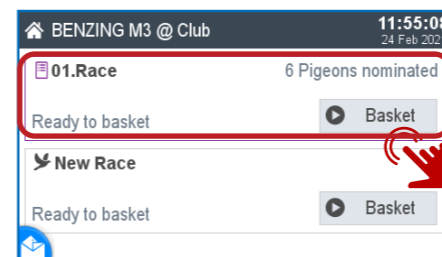 BENZING M3 @ Club 11:55:08
24 Feb 202
01.Race 6 Pigeons nominated
Ready to basket Basket
New Race
Ready to basket Basket